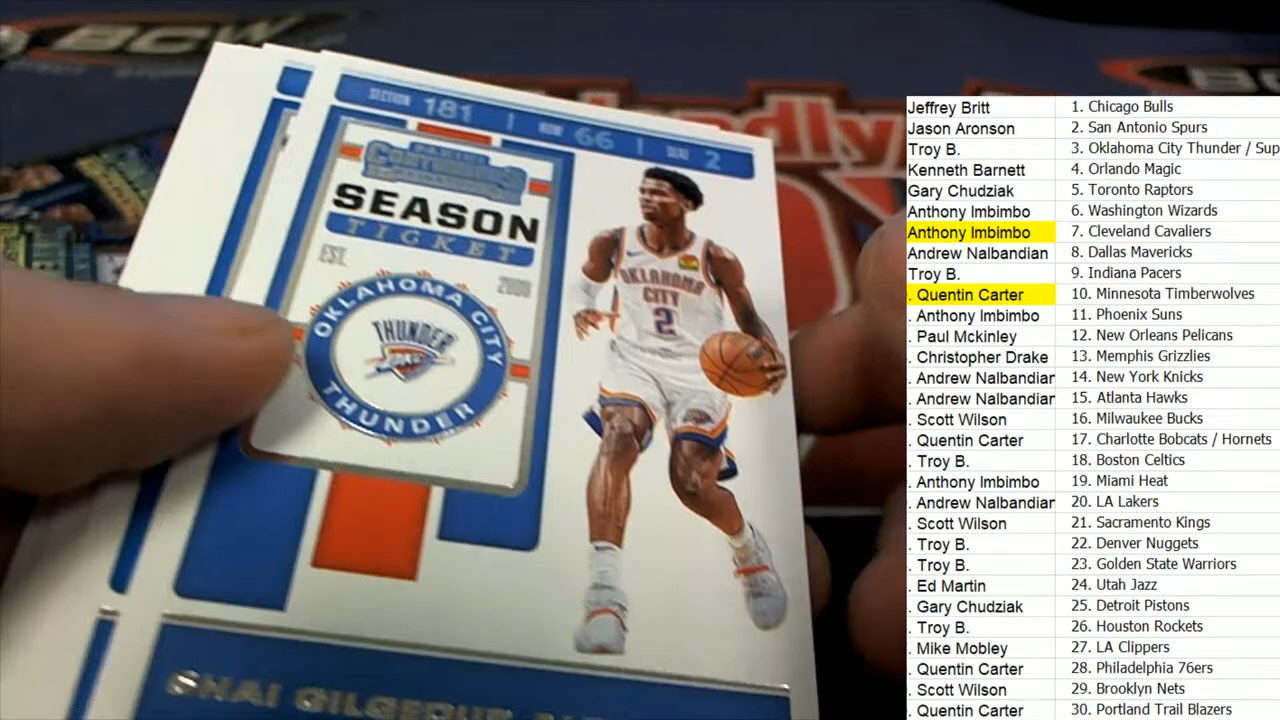 BCW
SECTION 181 | ROW 66 | SEAT 2
PANINI
CONTENDERS
SEASON
TICKET
EST. 2008
OKLAHOMA CITY
THUNDER
THUNDER
OKLAHOMA
CITY
2
SHAI GILGEOUS
Jeffrey Britt 1. Chicago Bulls
Jason Aronson 2. San Antonio Spurs
Troy B. 3. Oklahoma City Thunder / Sup
Kenneth Barnett 4. Orlando Magic
Gary Chudziak 5. Toronto Raptors
Anthony Imbimbo 6. Washington Wizards
Anthony Imbimbo 7. Cleveland Cavaliers
Andrew Nalbandian 8. Dallas Mavericks
Troy B. 9. Indiana Pacers
. Quentin Carter 10. Minnesota Timberwolves
. Anthony Imbimbo 11. Phoenix Suns
. Paul Mckinley 12. New Orleans Pelicans
. Christopher Drake 13. Memphis Grizzlies
. Andrew Nalbandian 14. New York Knicks
. Andrew Nalbandian 15. Atlanta Hawks
. Scott Wilson 16. Milwaukee Bucks
. Quentin Carter 17. Charlotte Bobcats / Hornets
. Troy B. 18. Boston Celtics
. Anthony Imbimbo 19. Miami Heat
. Andrew Nalbandian 20. LA Lakers
. Scott Wilson 21. Sacramento Kings
. Troy B. 22. Denver Nuggets
. Troy B. 23. Golden State Warriors
. Ed Martin 24. Utah Jazz
. Gary Chudziak 25. Detroit Pistons
. Troy B. 26. Houston Rockets
. Mike Mobley 27. LA Clippers
. Quentin Carter 28. Philadelphia 76ers
. Scott Wilson 29. Brooklyn Nets
. Quentin Carter 30. Portland Trail Blazers